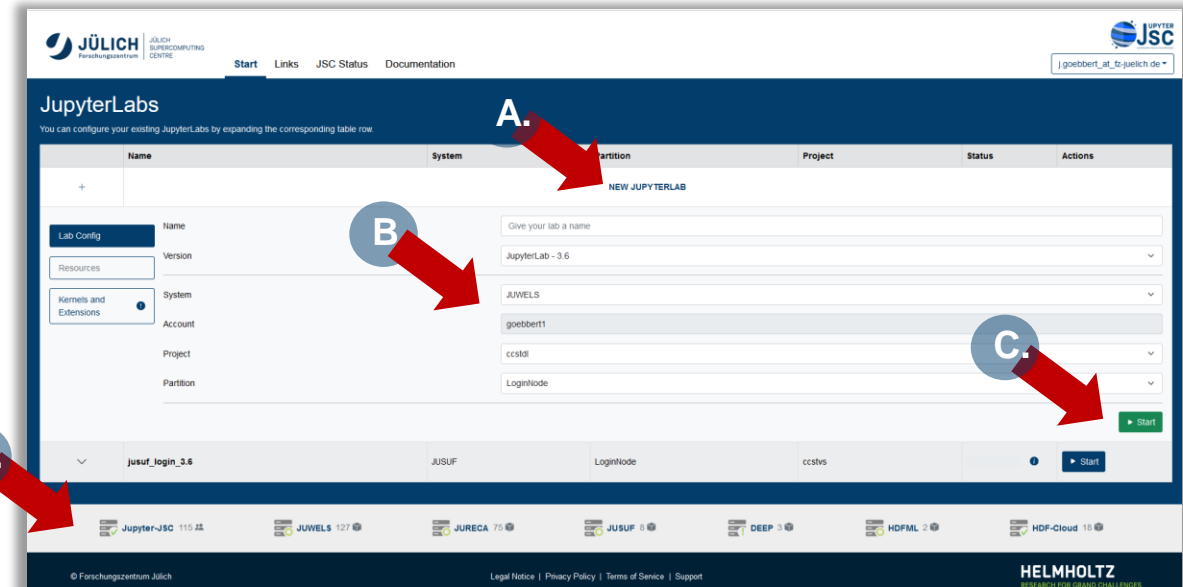 JÜLICH
Forschungszentrum
JÜLICH
SUPERCOMPUTING
CENTRE
Start Links JSC Status Documentation
JUPYTER
JSC
j.goebbert_at_fz-juelich.de
JupyterLabs
You can configure your existing JupyterLabs by expanding the corresponding table row.
A.
Name System Partition Project Status Actions
+ NEW JUPYTERLAB
B
Lab Config
Resources
Kernels and
Extensions
Name Give your lab a name
Version JupyterLab - 3.6
System JUWELS
Account goebbert1
Project ccstdl
Partition LoginNode
C.
Start
jusuf_login_3.6 JUSUF LoginNode ccstvs Start
Jupyter-JSC 115 JUWELS 127 JURECA 75 JUSUF 8 DEEP 3 HDFML 2 HDF-Cloud 18
© Forschungszentrum Jülich Legal Notice | Privacy Policy | Terms of Service | Support
HELMHOLTZ
RESEARCH FOR GRAND CHALLENGES